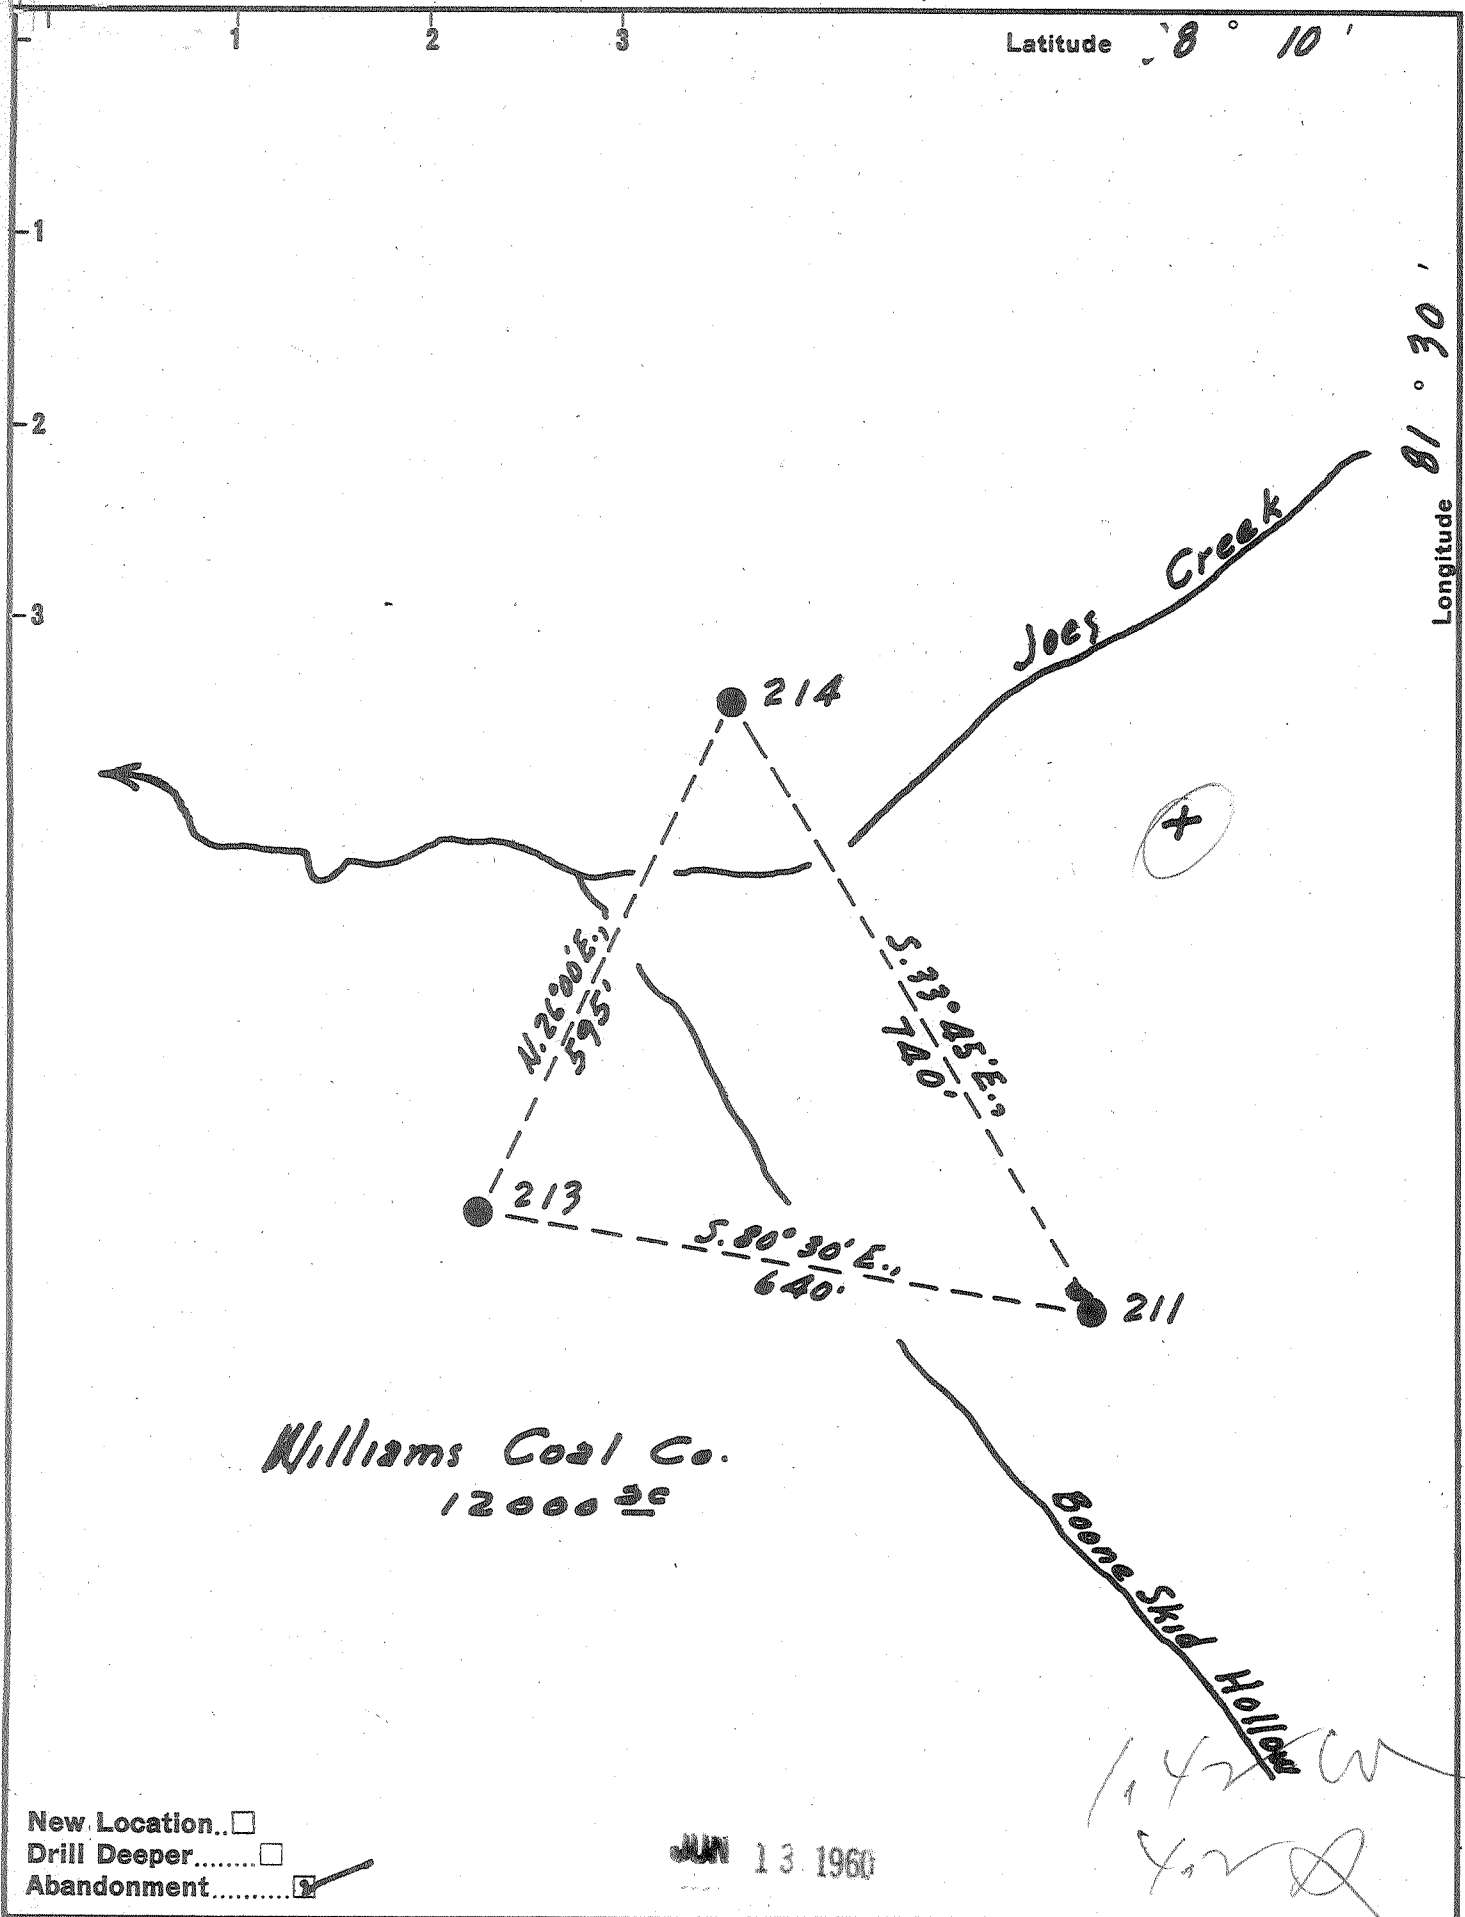 1 2 3
Latitude 8 ° 10 '
1
2
3
Longitude 81 ° 30 '
Joes Creek
214
N. 26°00'E.,
595'
S. 33°45'E.,
740'
213
S. 80° 30' E.,
640.
211
Williams Coal Co.
12000 ac
Boone Skid Hollow
New Location..
Drill Deeper........
Abandonment..........
JUN 13 1960